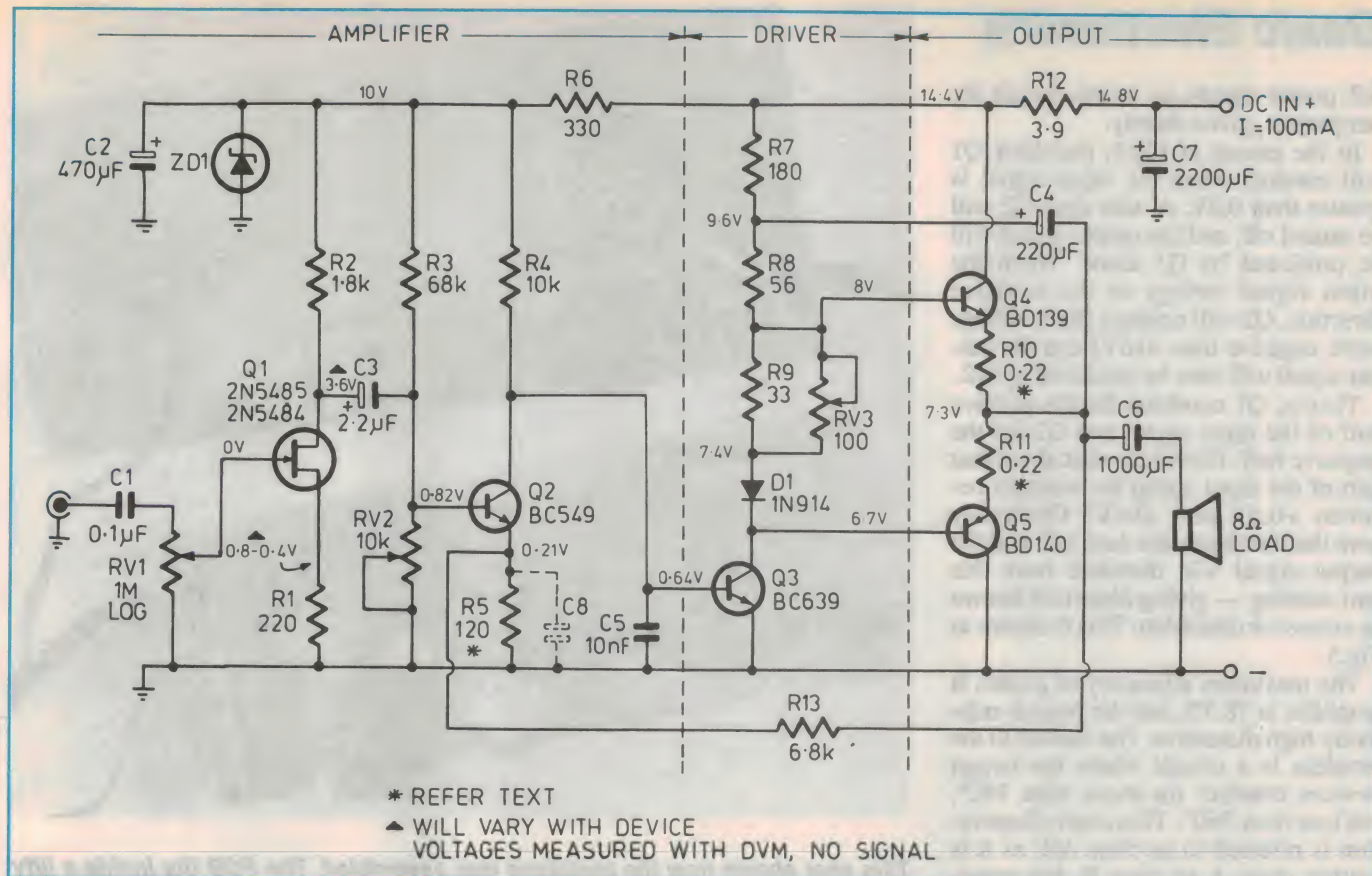 AMPLIFIER
DRIVER
OUTPUT
10V
R6
330
14.4V
R12
3.9
14.8V
DC IN +
I = 100mA
C2
470µF
+
ZD1
R7
180
+
C7
2200µF
9.6V
+
C4
220µF
R2
1.8k
R3
68k
R4
10k
R8
56
8V
Q4
BD139
Q1
2N5485
2N5484
▲
3.6V
C3
+
2.2µF
R9
33
RV3
100
R10
0.22
*
7.3V
C6
1000µF
0V
7.4V
R11
0.22
*
C1
0.1µF
0.82V
Q2
BC549
D1
1N914
6.7V
Q5
BD140
8Ω
LOAD
RV1
1M
LOG
▲
0.8-0.4V
RV2
10k
0.21V
0.64V
Q3
BC639
R1
220
R5
120
*
C8
C5
10nF
–
R13
6.8k
* REFER TEXT
▲ WILL VARY WITH DEVICE
VOLTAGES MEASURED WITH DVM, NO SIGNAL